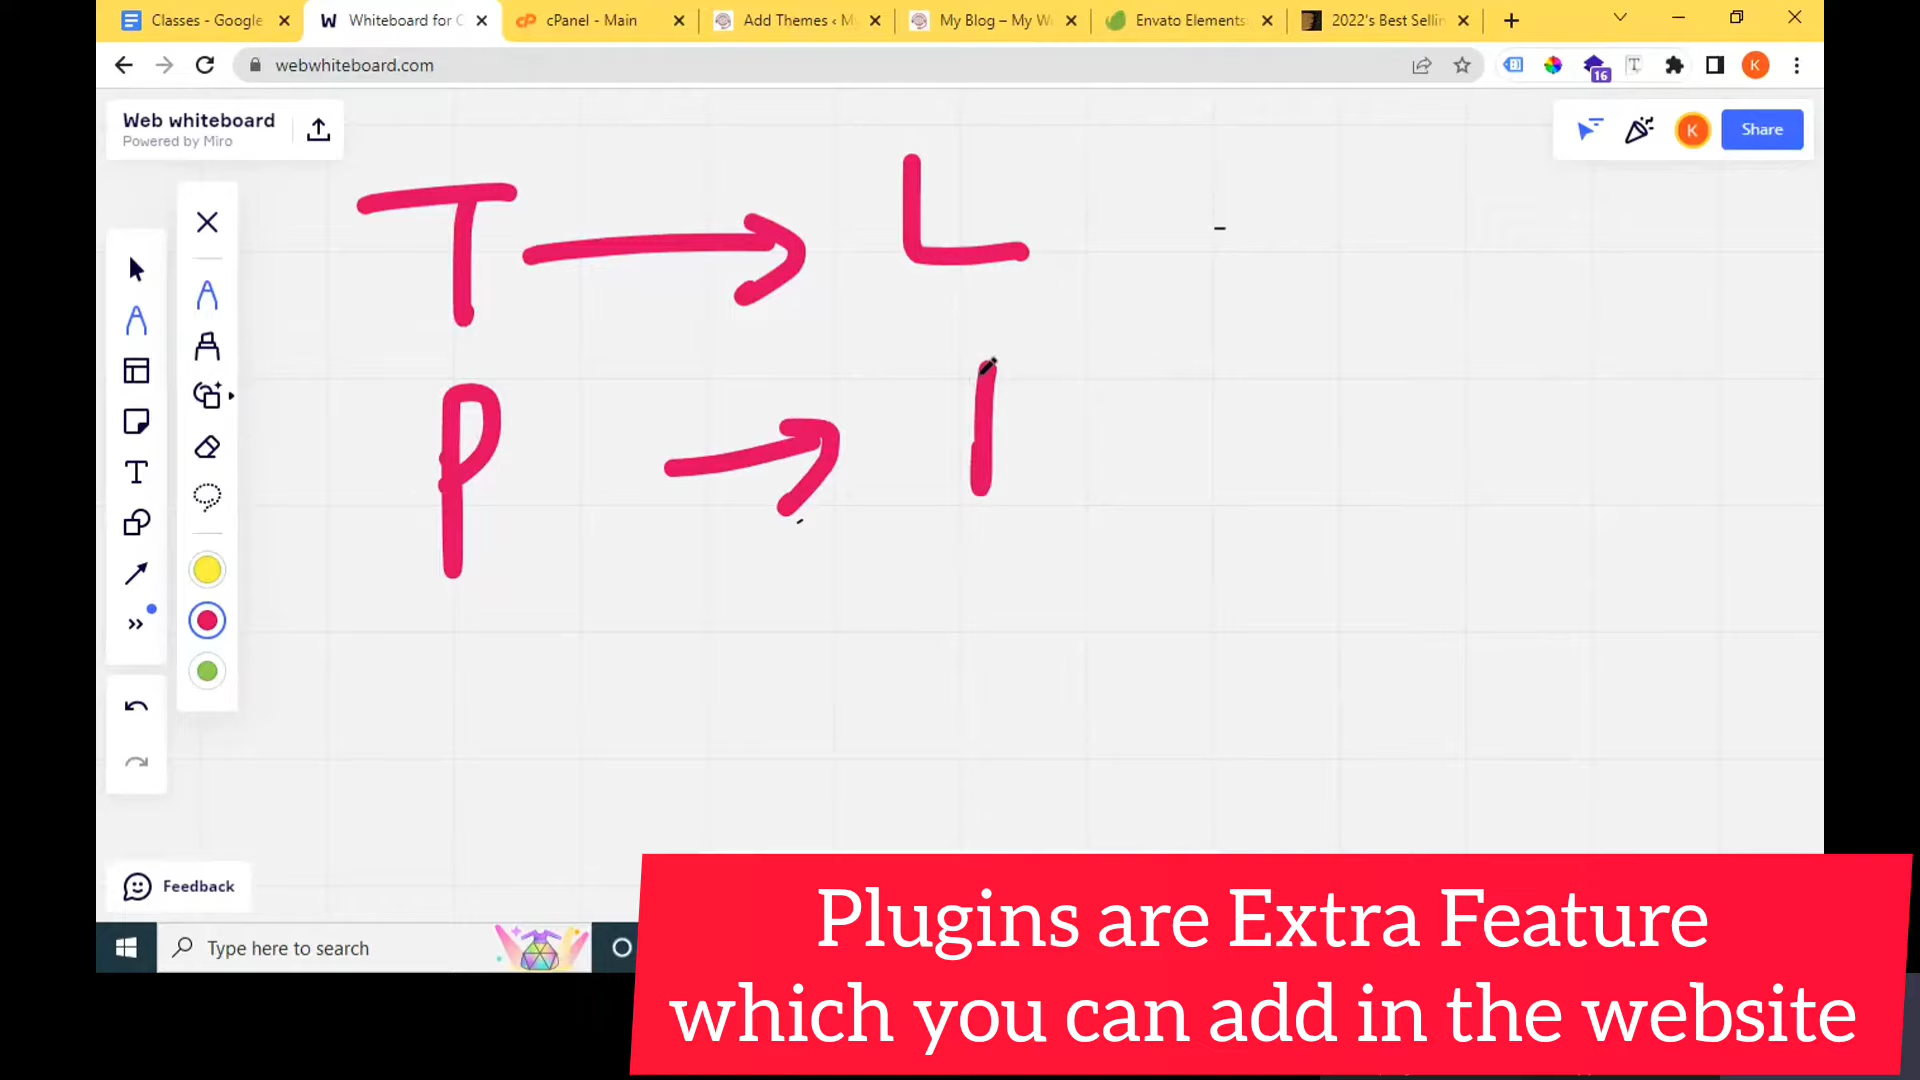 Classes - Google
Whiteboard for C
cPanel - Main
Add Themes ‹ M
My Blog – My W
Envato Elements
2022's Best Sellin
webwhiteboard.com
16
K
Web whiteboard
Powered by Miro
K
Share
T → L
P →
T
Feedback
Type here to search
Plugins are Extra Feature
which you can add in the website